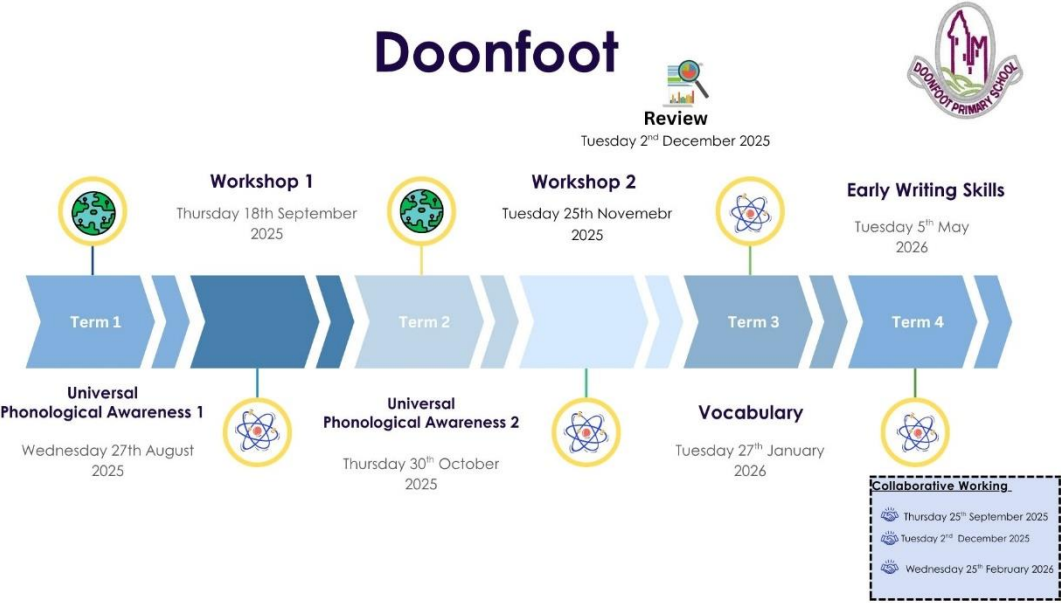 Doonfoot
DOONFOOT PRIMARY SCHOOL
Review
Tuesday 2nd December 2025
Workshop 1
Thursday 18th September
2025
Workshop 2
Tuesday 25th Novemebr
2025
Early Writing Skills
Tuesday 5th May
2026
Term 1
Term 2
Term 3
Term 4
Universal
Phonological Awareness 1
Wednesday 27th August
2025
Universal
Phonological Awareness 2
Thursday 30th October
2025
Vocabulary
Tuesday 27th January
2026
Collaborative Working
Thursday 25th September 2025
Tuesday 2nd December 2025
Wednesday 25th February 2026